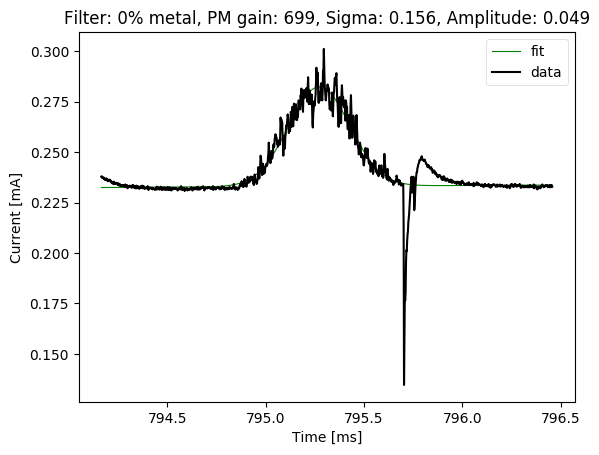 Filter: 0% metal, PM gain: 699, Sigma: 0.156, Amplitude: 0.049
fit
data
0.300
0.275
0.250
0.225
0.200
0.175
0.150
Current [mA]
794.5 795.0 795.5 796.0 796.5
Time [ms]